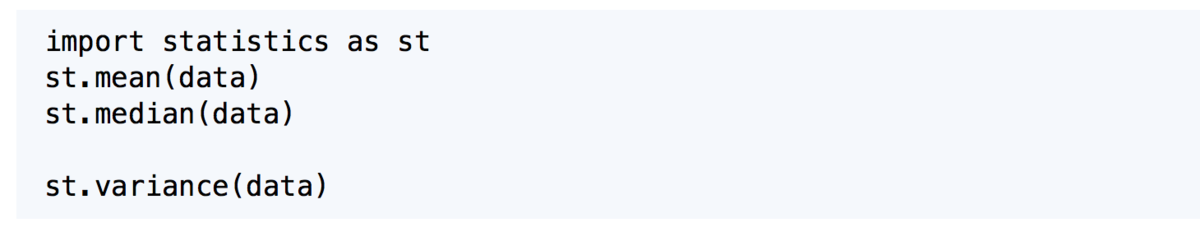 import statistics as st
st.mean(data)
st.median(data)
st.variance(data)